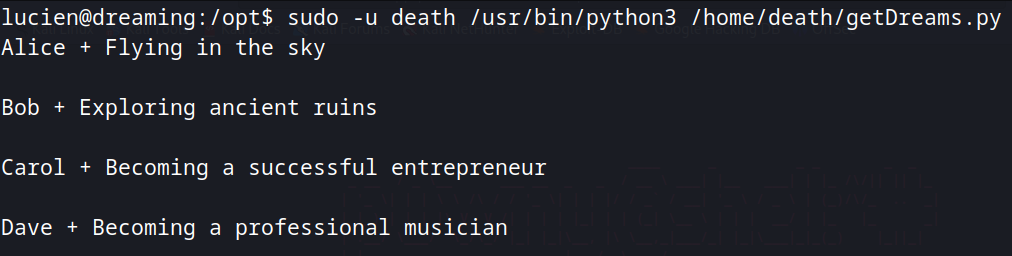 lucien@dreaming:/opt$ sudo -u death /usr/bin/python3 /home/death/getDreams.py
Alice + Flying in the sky
Bob + Exploring ancient ruins
Carol + Becoming a successful entrepreneur
Dave + Becoming a professional musician